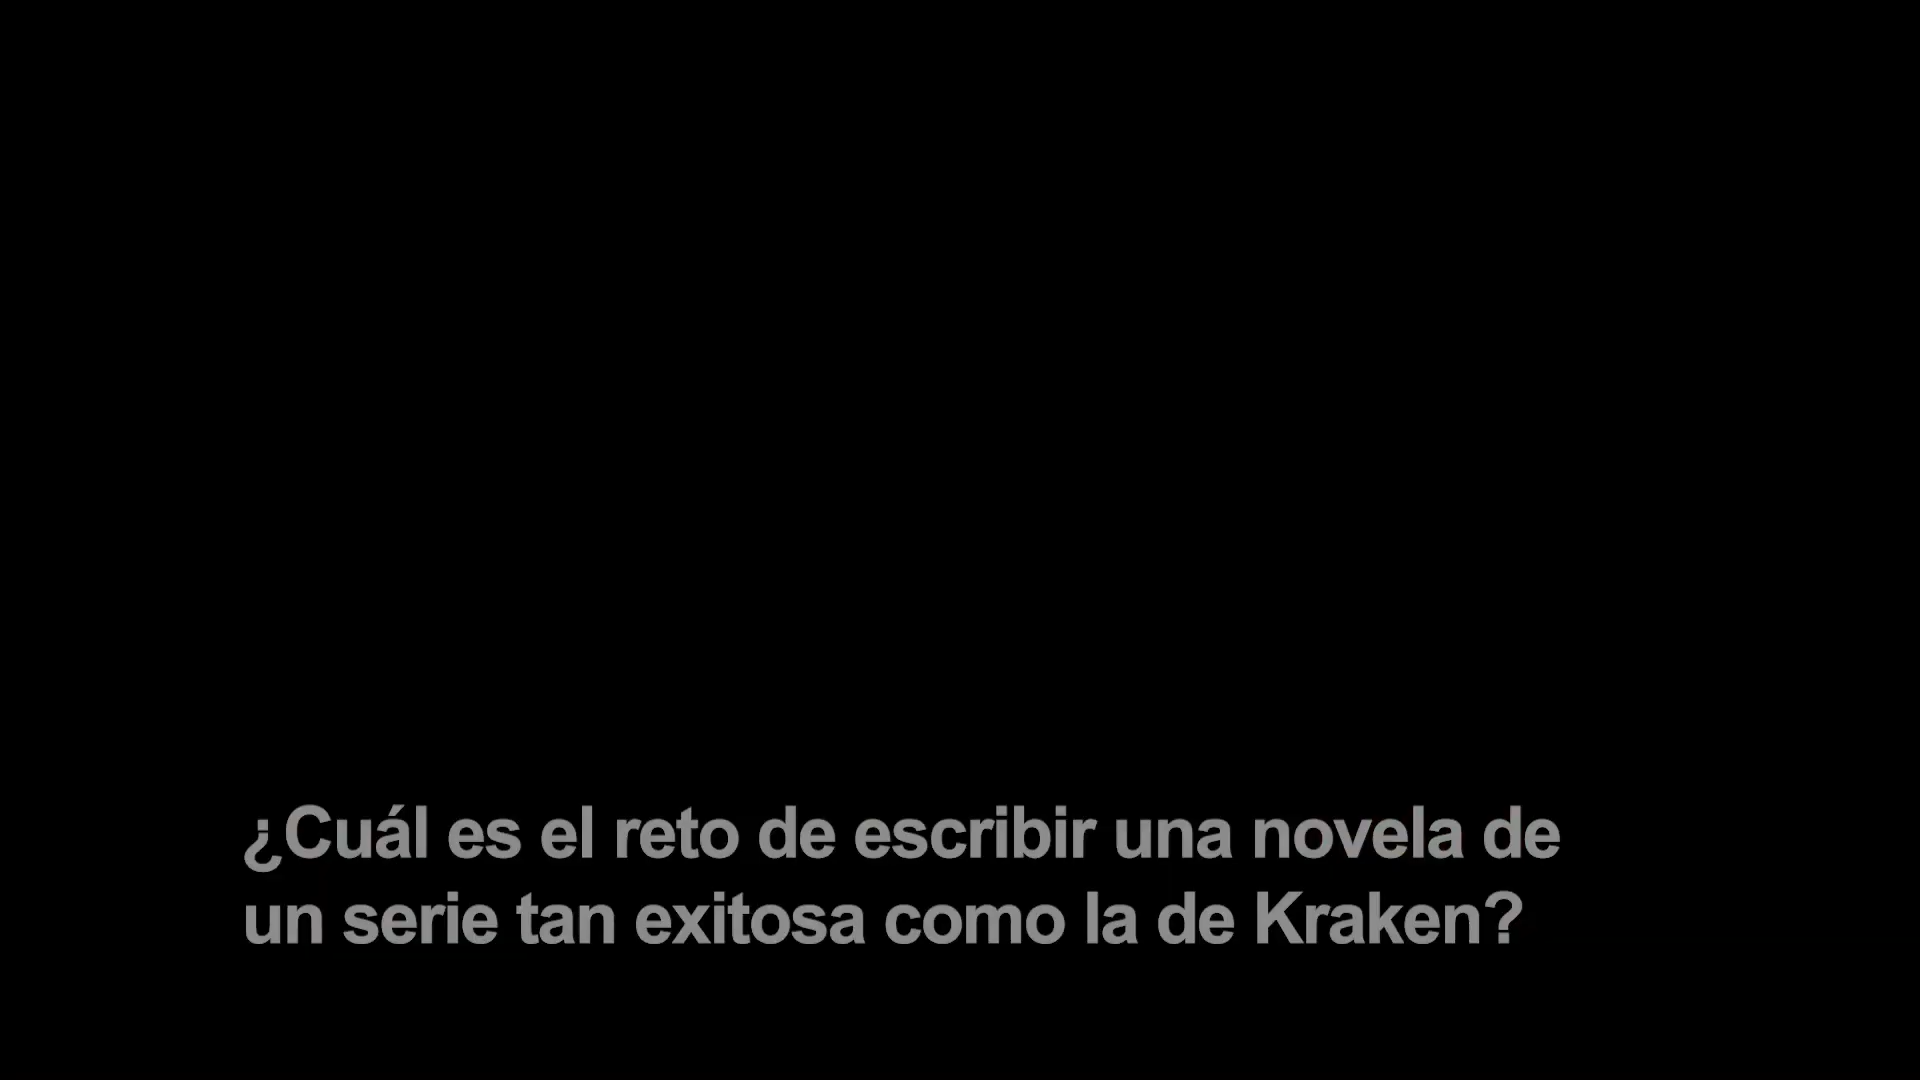 ¿Cuál es el reto de escribir una novela de
un serie tan exitosa como la de Kraken?